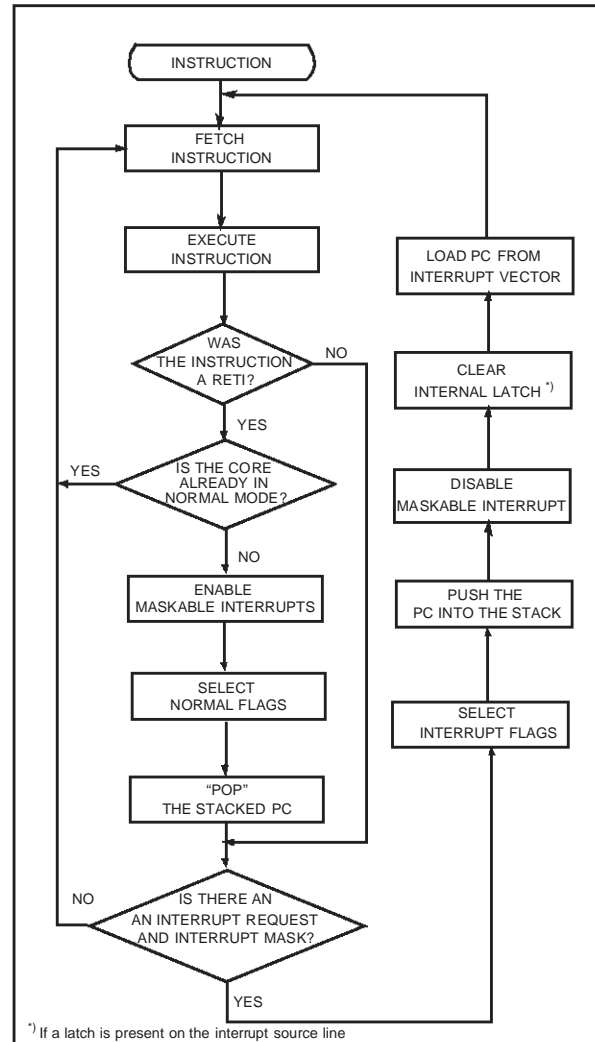 INSTRUCTION
FETCH
INSTRUCTION
EXECUTE
INSTRUCTION
WAS
THE INSTRUCTION
A RETI?
NO
YES
IS THE CORE
ALREADY IN
NORMAL MODE?
YES
NO
ENABLE
MASKABLE INTERRUPTS
SELECT
NORMAL FLAGS
“POP”
THE STACKED PC
IS THERE AN
AN INTERRUPT REQUEST
AND INTERRUPT MASK?
NO
YES
SELECT
INTERRUPT FLAGS
PUSH THE
PC INTO THE STACK
DISABLE
MASKABLE INTERRUPT
CLEAR
INTERNAL LATCH *)
LOAD PC FROM
INTERRUPT VECTOR
*) If a latch is present on the interrupt source line